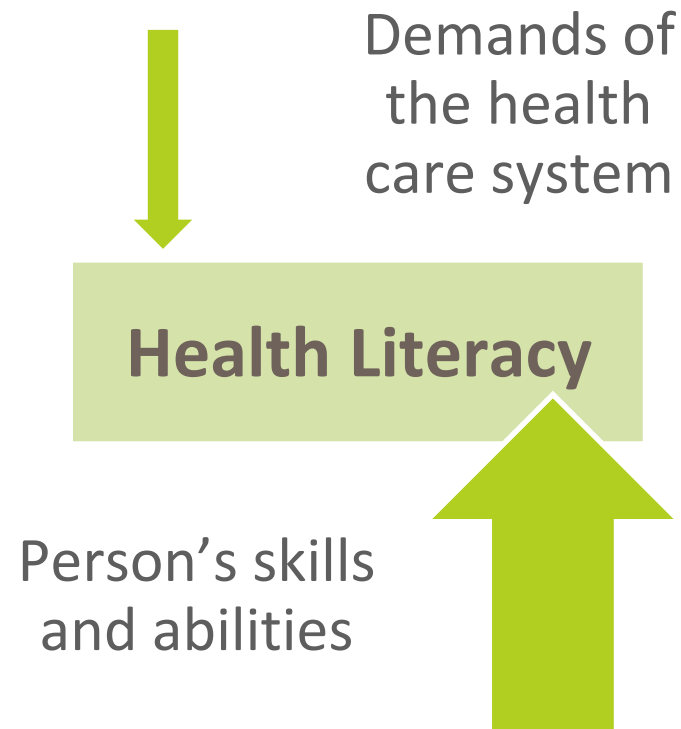 Demands of
the health
care system
Health Literacy
Person’s skills
and abilities